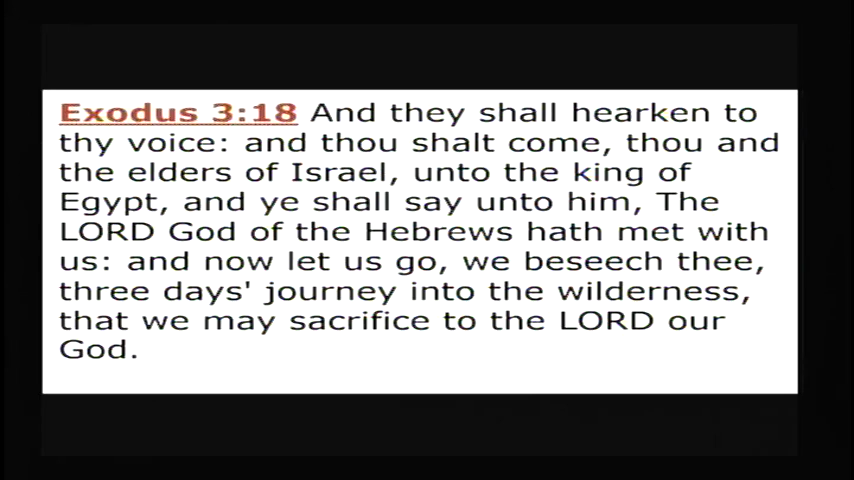 Exodus 3:18 And they shall hearken to
thy voice: and thou shalt come, thou and
the elders of Israel, unto the king of
Egypt, and ye shall say unto him, The
LORD God of the Hebrews hath met with
us: and now let us go, we beseech thee,
three days' journey into the wilderness,
that we may sacrifice to the LORD our
God.